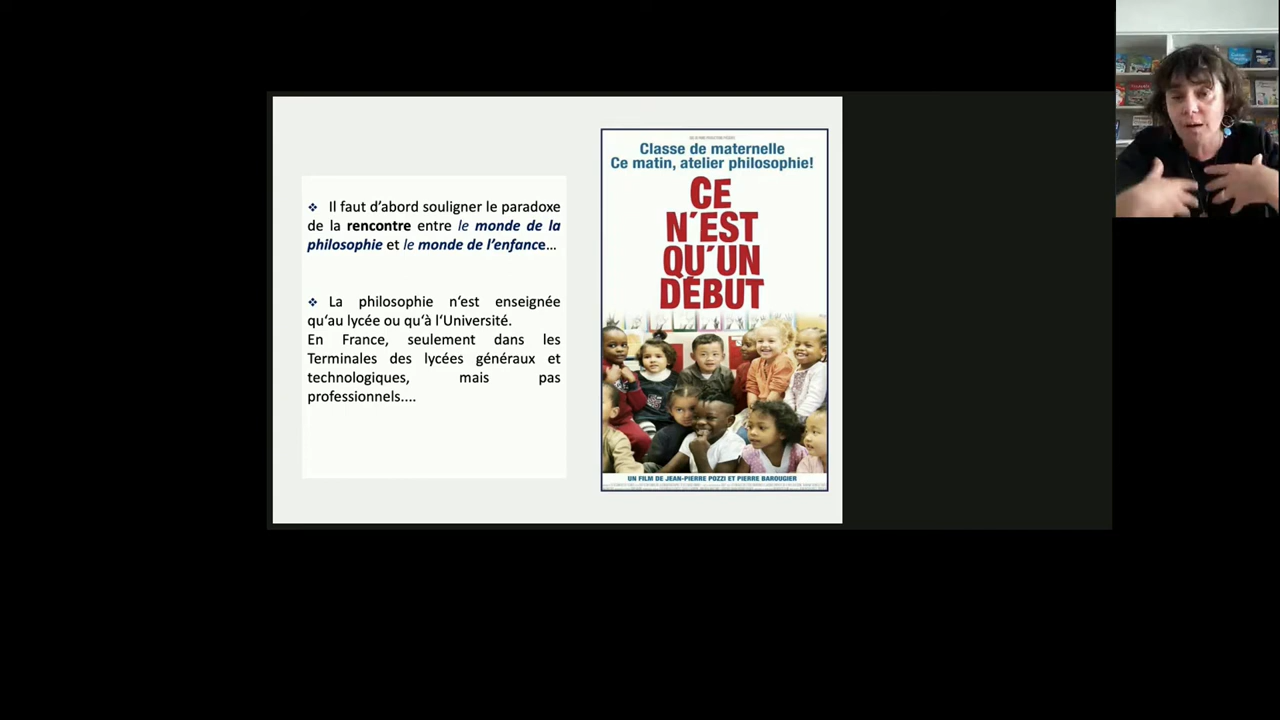 ❖ Il faut d’abord souligner le paradoxe
de la rencontre entre le monde de la
philosophie et le monde de l’enfance…
❖ La philosophie n‘est enseignée
qu‘au lycée ou qu‘à l‘Université.
En France, seulement dans les
Terminales des lycées généraux et
technologiques, mais pas
professionnels....
Classe de maternelle
Ce matin, atelier philosophie!
CE
N'EST
QU'UN
DÉBUT
UN FILM DE JEAN-PIERRE POZZI ET PIERRE BAROUGIER